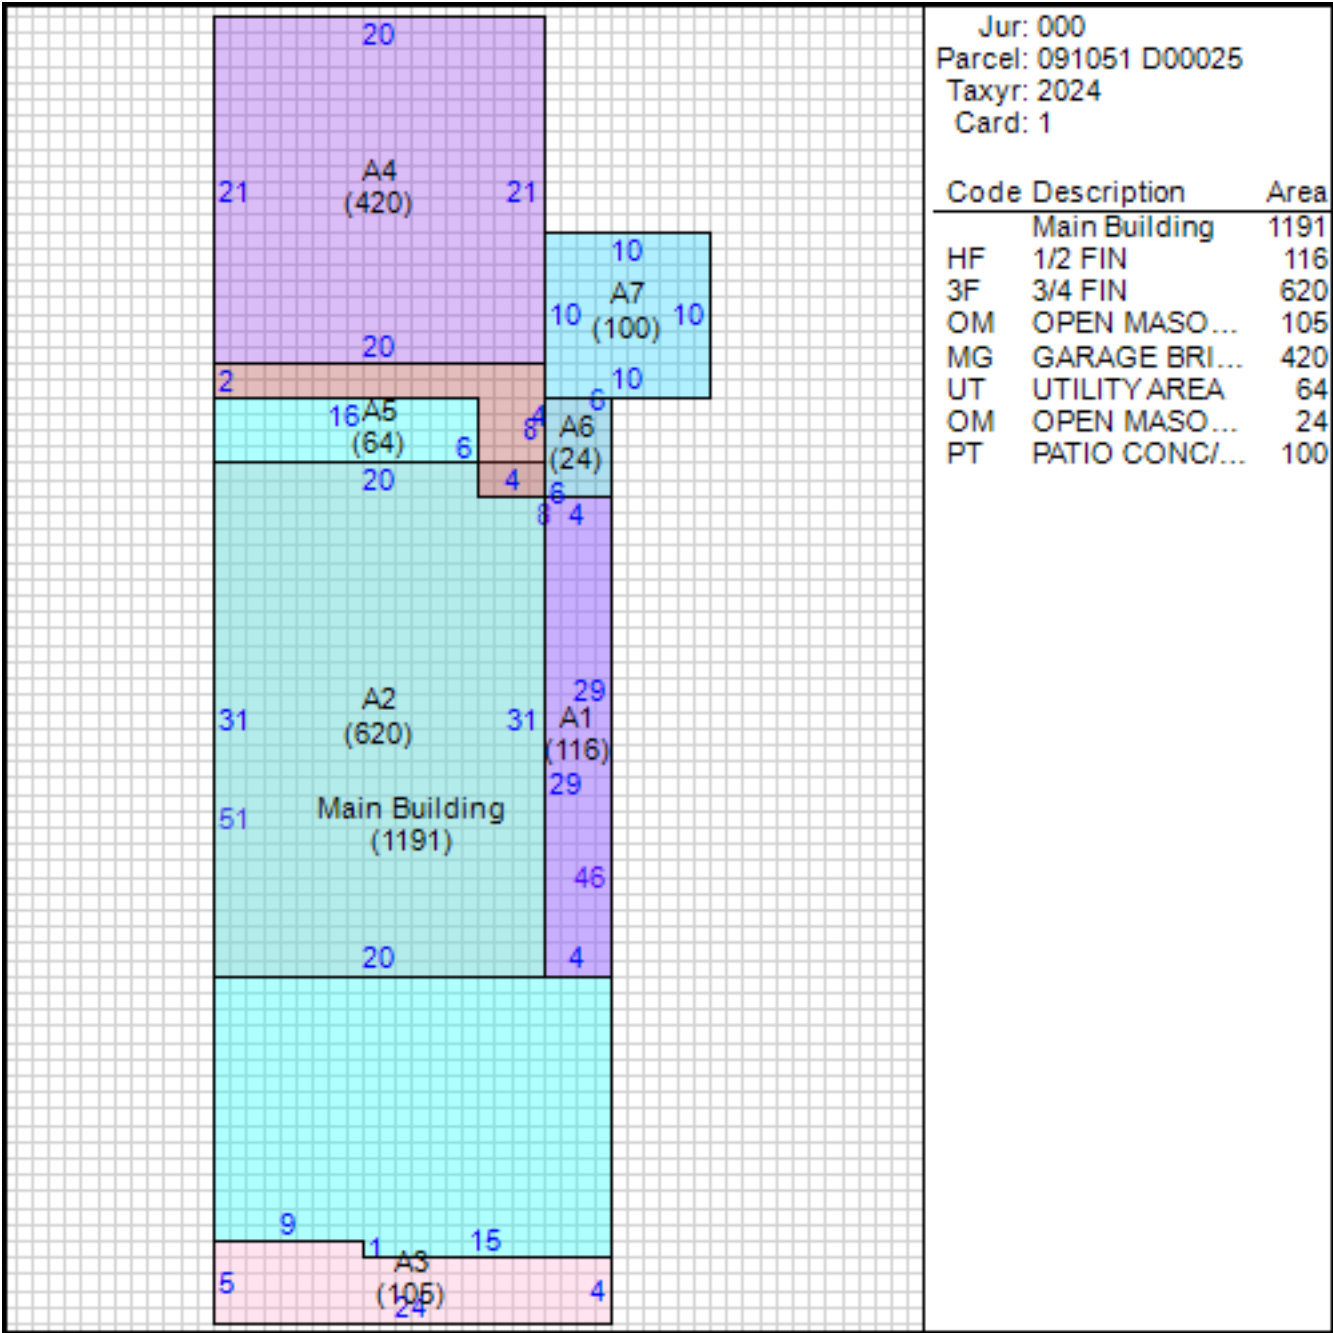 20
21
A4
(420)
21
20
10
A7
10
(100)
10
10
2
16
A5
(64)
6
4
8
6
A6
(24)
20
4
6
8
4
A2
(620)
31
31
29
A1
(116)
29
51
Main Building
(1191)
46
20
4
9
1
15
A3
(105)
5
24
4
Jur: 000
Parcel: 091051 D00025
Taxyr: 2024
Card: 1
Code Description Area
Main Building 1191
HF 1/2 FIN 116
3F 3/4 FIN 620
OM OPEN MASO... 105
MG GARAGE BRI... 420
UT UTILITY AREA 64
OM OPEN MASO... 24
PT PATIO CONC/... 100